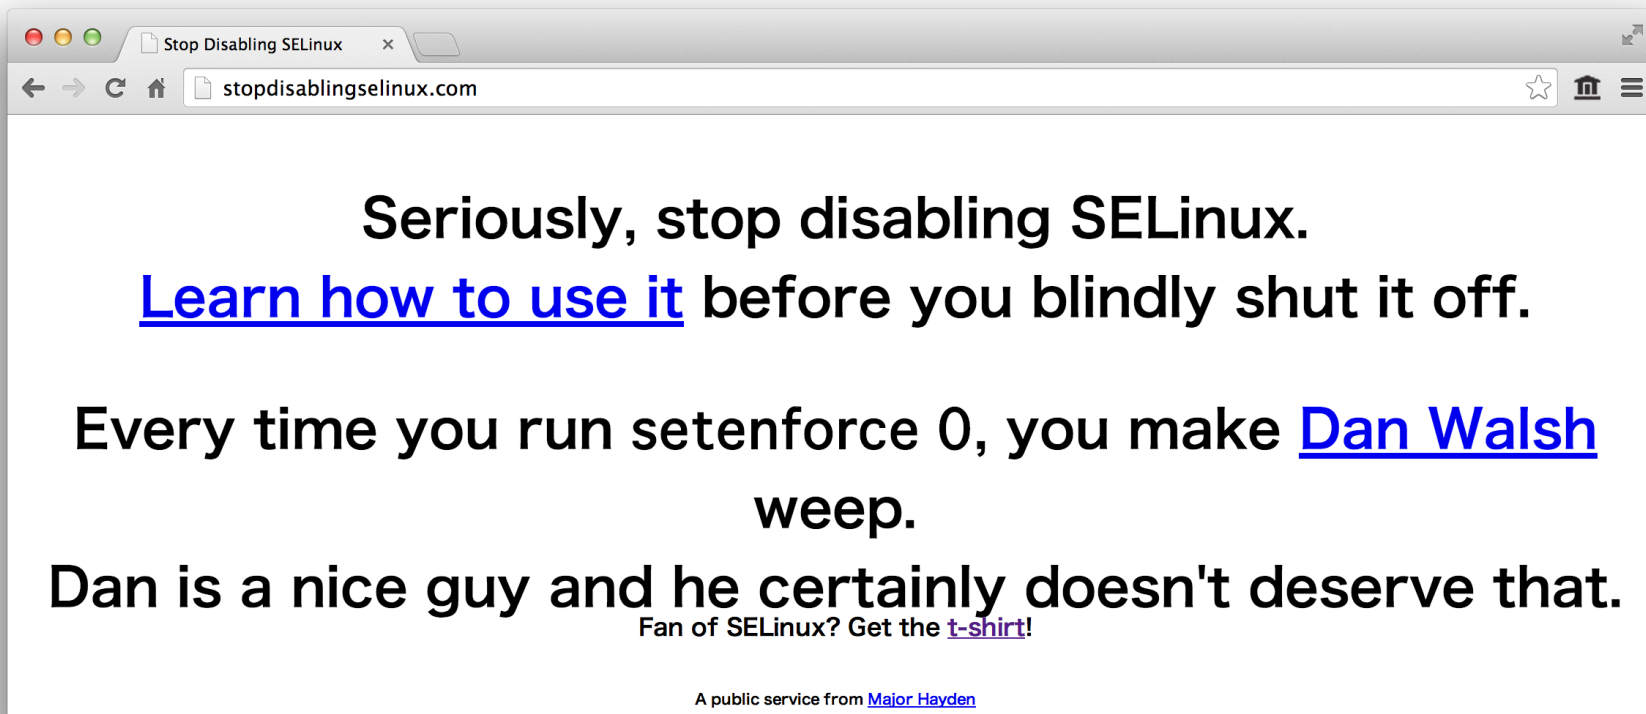 Stop Disabling SELinux
stopdisablingselinux.com
Seriously, stop disabling SELinux.
Learn how to use it before you blindly shut it off.
Every time you run setenforce 0, you make Dan Walsh
weep.
Dan is a nice guy and he certainly doesn't deserve that.
Fan of SELinux? Get the t-shirt!
A public service from Major Hayden